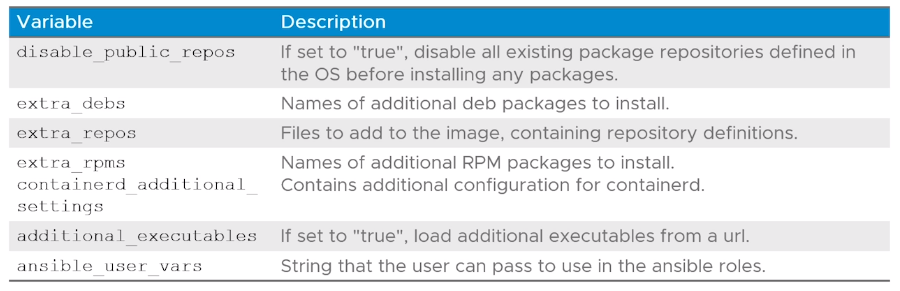 Variable Description
disable_public_repos If set to "true", disable all existing package repositories defined in
the OS before installing any packages.
extra_debs Names of additional deb packages to install.
extra_repos Files to add to the image, containing repository definitions.
extra_rpms Names of additional RPM packages to install.
containerd_additional_ Contains additional configuration for containerd.
settings
additional_executables If set to "true", load additional executables from a url.
ansible_user_vars String that the user can pass to use in the ansible roles.